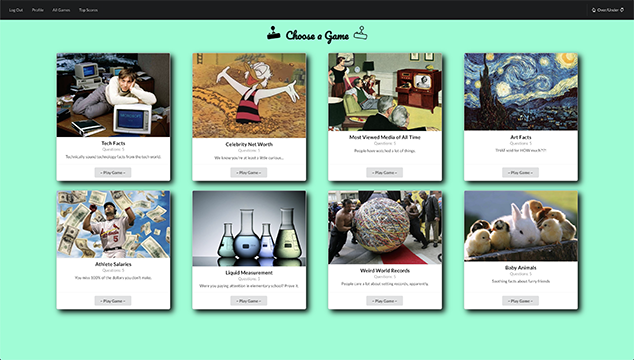 Log Out Profile All Games Top Scores Over/Under
Choose a Game
Tech Facts
Questions: 5
Technically sound technology facts from the tech world.
- Play Game -
Celebrity Net Worth
Questions: 5
We know you're at least a little curious...
- Play Game -
Most Viewed Media of All Time
Questions: 5
People have watched a lot of things.
- Play Game -
Art Facts
Questions: 5
THAT sold for HOW much?!?
- Play Game -
Athlete Salaries
Questions: 5
You miss 100% of the dollars you don't make.
- Play Game -
Liquid Measurement
Questions: 5
Were you paying attention in elementary school? Prove it.
- Play Game -
Weird World Records
Questions: 5
People care a lot about setting records, apparently.
- Play Game -
Baby Animals
Questions: 5
Touching facts about furry friends
- Play Game -